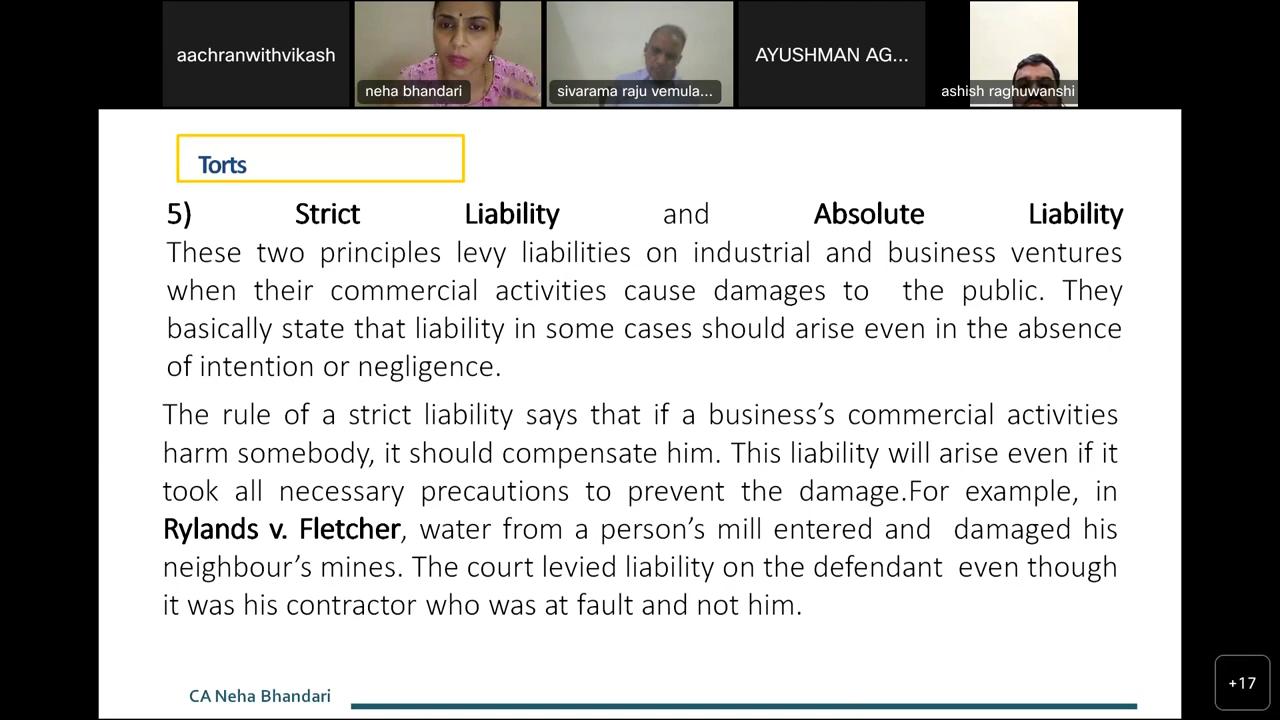 aachranwithvikash
neha bhandari
sivarama raju vemula...
AYUSHMAN AG...
ashish raghuwanshi
Torts
5) Strict Liability and Absolute Liability
These two principles levy liabilities on industrial and business ventures
when their commercial activities cause damages to the public. They
basically state that liability in some cases should arise even in the absence
of intention or negligence.
The rule of a strict liability says that if a business’s commercial activities
harm somebody, it should compensate him. This liability will arise even if it
took all necessary precautions to prevent the damage.For example, in
Rylands v. Fletcher, water from a person’s mill entered and damaged his
neighbour’s mines. The court levied liability on the defendant even though
it was his contractor who was at fault and not him.
CA Neha Bhandari
+17